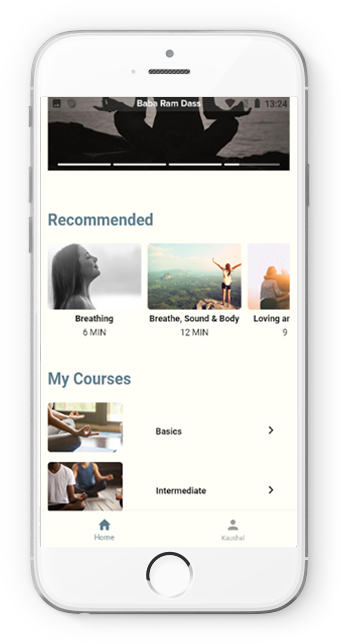 Baba Ram Dass
13:24
Recommended
Breathing
Breathe, Sound & Body
Loving ar
6 MIN
12 MIN
9
My Courses
Basics
Intermediate
Home
Kaushal